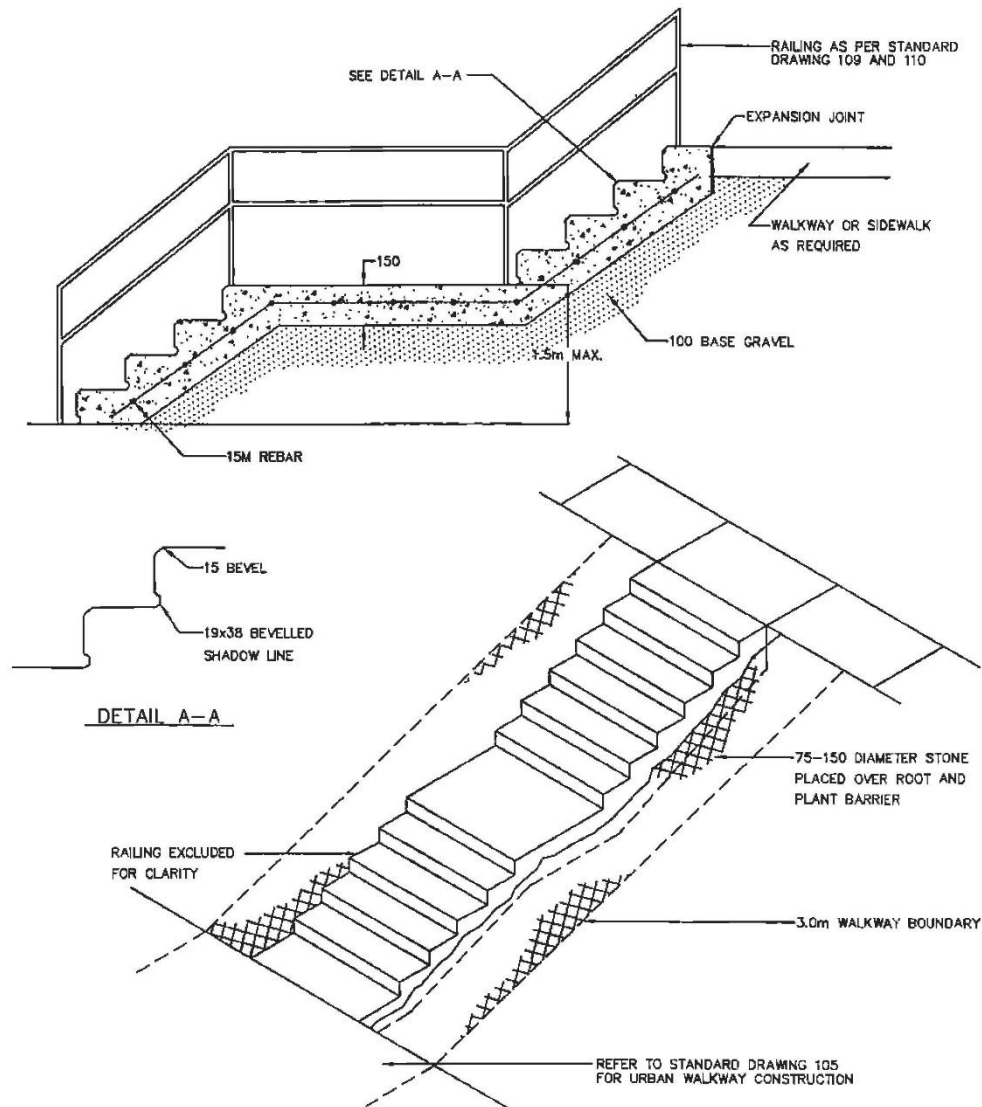 RAILING AS PER STANDARD
DRAWING 109 AND 110
SEE DETAIL A-A
EXPANSION JOINT
WALKWAY OR SIDEWALK
AS REQUIRED
150
100 BASE GRAVEL
1.5m MAX.
15M REBAR
15 BEVEL
19x38 BEVELLED
SHADOW LINE
DETAIL A-A
75-150 DIAMETER STONE
PLACED OVER ROOT AND
PLANT BARRIER
RAILING EXCLUDED
FOR CLARITY
3.0m WALKWAY BOUNDARY
REFER TO STANDARD DRAWING 105
FOR URBAN WALKWAY CONSTRUCTION